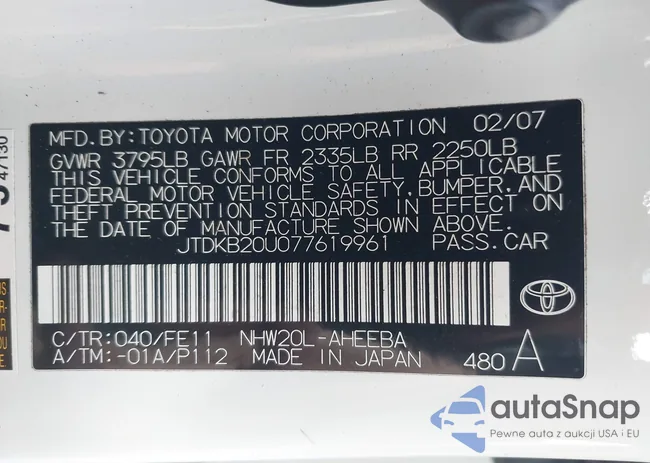 MFD.BY:TOYOTA MOTOR CORPORATION 02/07
GVWR 3795LB GAWR FR 2335LB RR 2250LB
THIS VEHICLE CONFORMS TO ALL APPLICABLE
FEDERAL MOTOR VEHICLE SAFETY,BUMPER,AND
THEFT PREVENTION STANDARDS IN EFFECT ON
THE DATE OF MANUFACTURE SHOWN ABOVE.
JTDKB20U077619961 PASS.CAR
C/TR:040/FE11 NHW20L-AHEEBA
A/TM:-01A/P112 MADE IN JAPAN 480 A
47130
autaSnap
Pewne auta z aukcji USA i EU